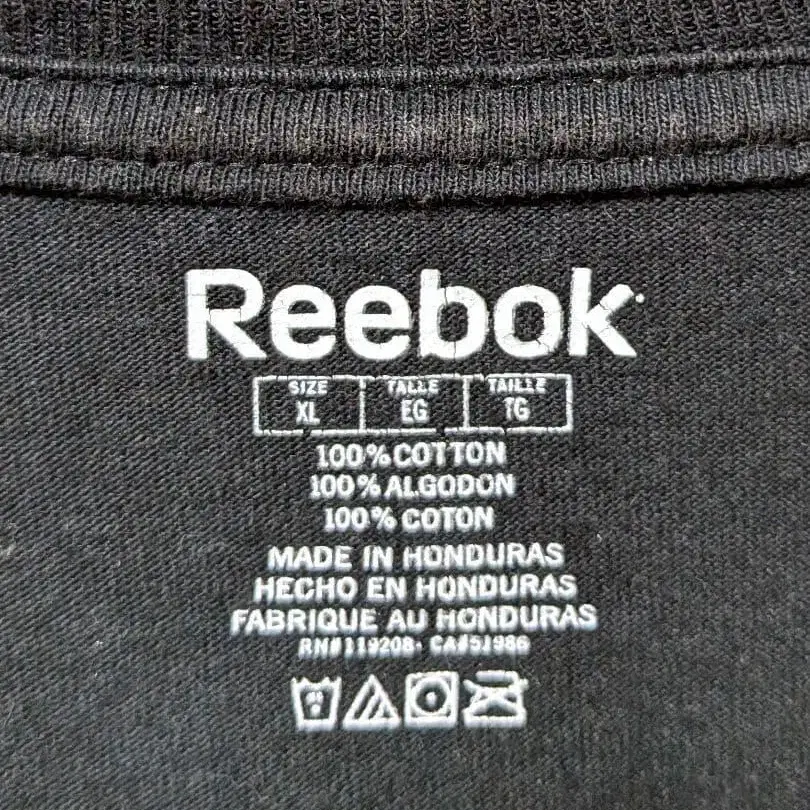 Reebok
SIZE TALLE TAILLE
XL EG TG
100% COTTON
100% ALGODON
100% COTON
MADE IN HONDURAS
HECHO EN HONDURAS
FABRIQUE AU HONDURAS
RN#119208- CA#51986